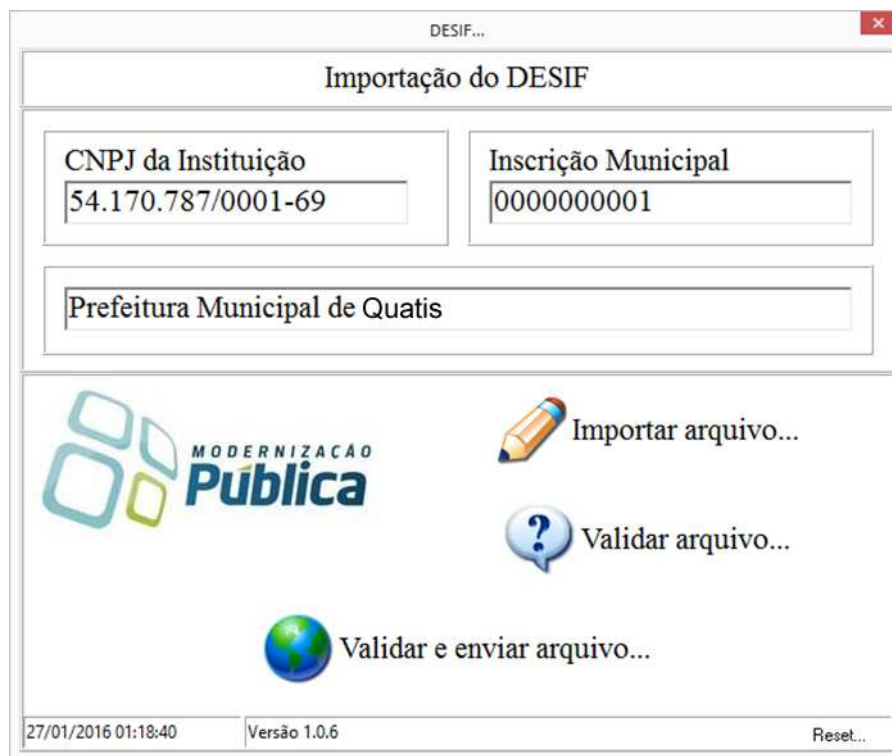 DESIF...
Importação do DESIF
CNPJ da Instituição
54.170.787/0001-69
Inscrição Municipal
0000000001
Prefeitura Municipal de Quatis
MODERNIZAÇÃO
Pública
Importar arquivo...
?
Validar arquivo...
Validar e enviar arquivo...
27/01/2016 01:18:40
Versão 1.0.6
Reset...